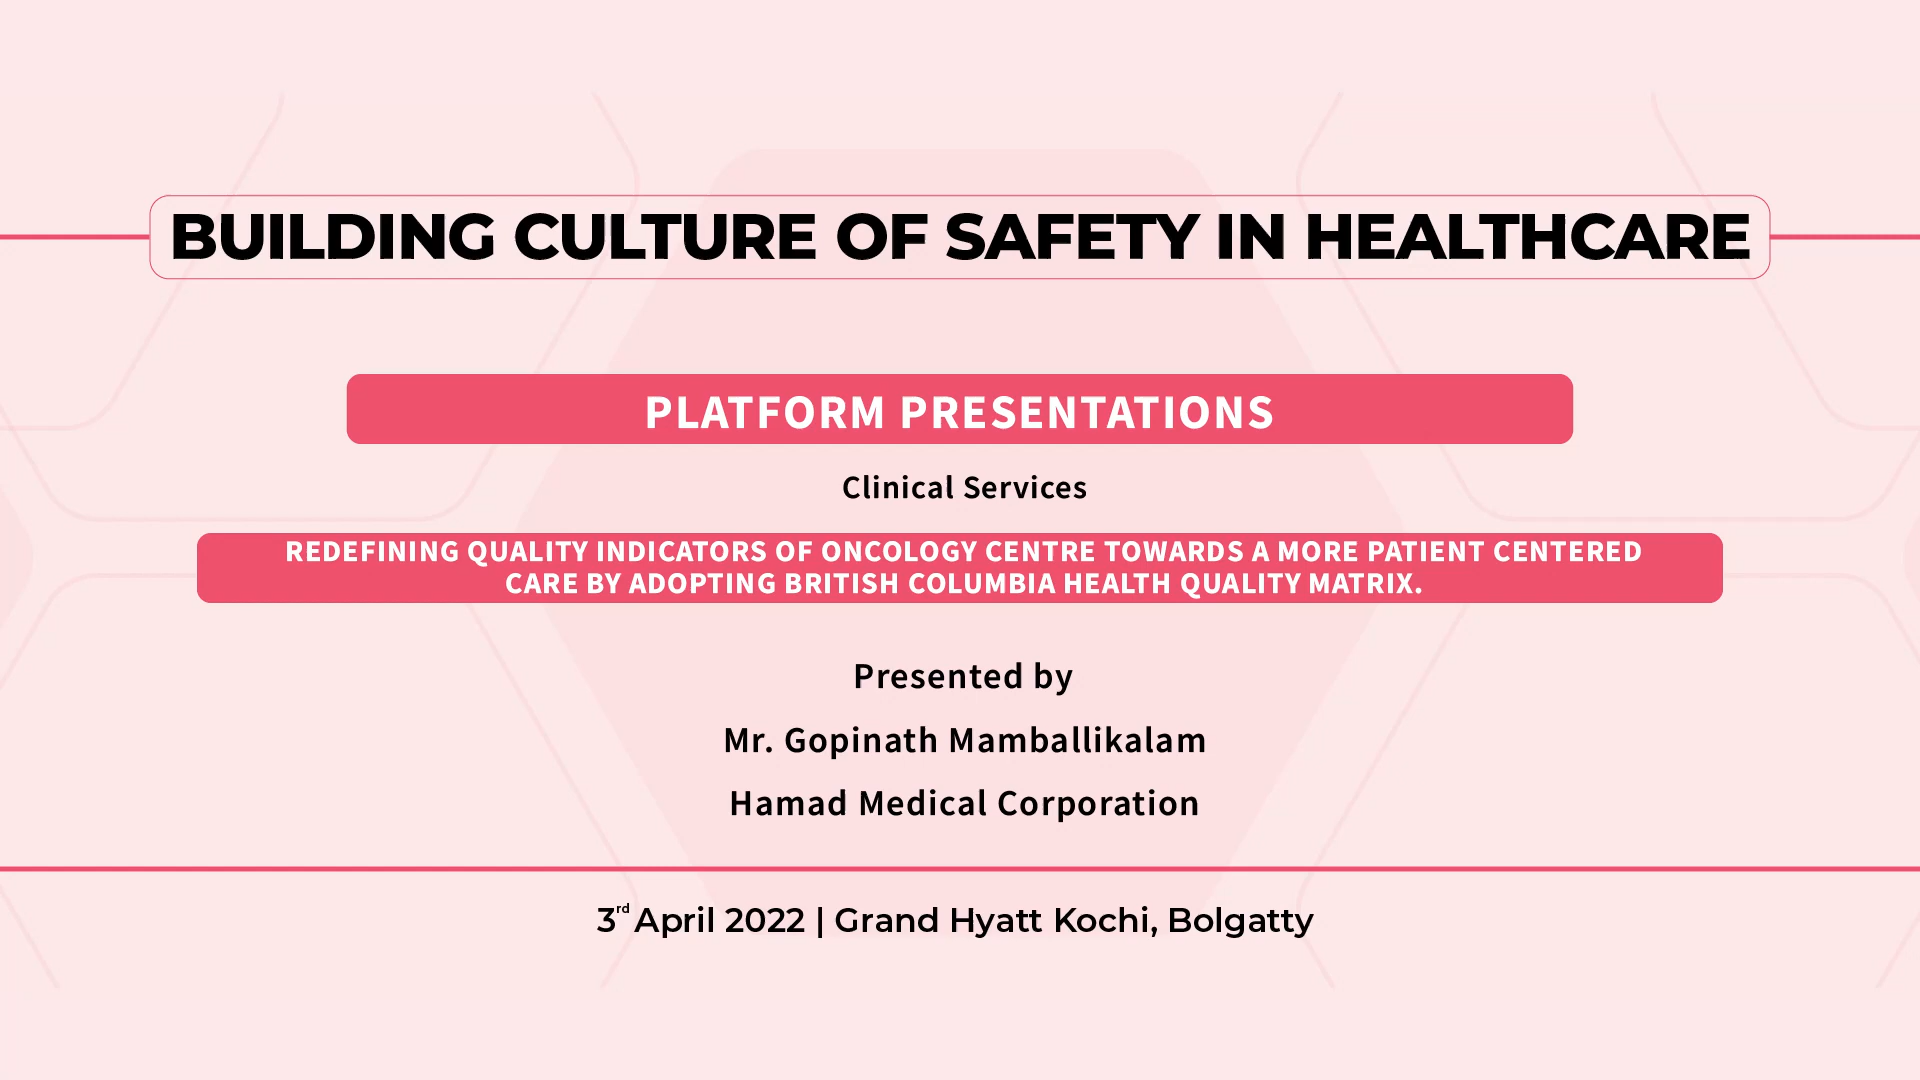 BUILDING CULTURE OF SAFETY IN HEALTHCARE
PLATFORM PRESENTATIONS
Clinical Services
REDEFINING QUALITY INDICATORS OF ONCOLOGY CENTRE TOWARDS A MORE PATIENT CENTERED
CARE BY ADOPTING BRITISH COLUMBIA HEALTH QUALITY MATRIX.
Presented by
Mr. Gopinath Mamballikalam
Hamad Medical Corporation
3rd April 2022 | Grand Hyatt Kochi, Bolgatty